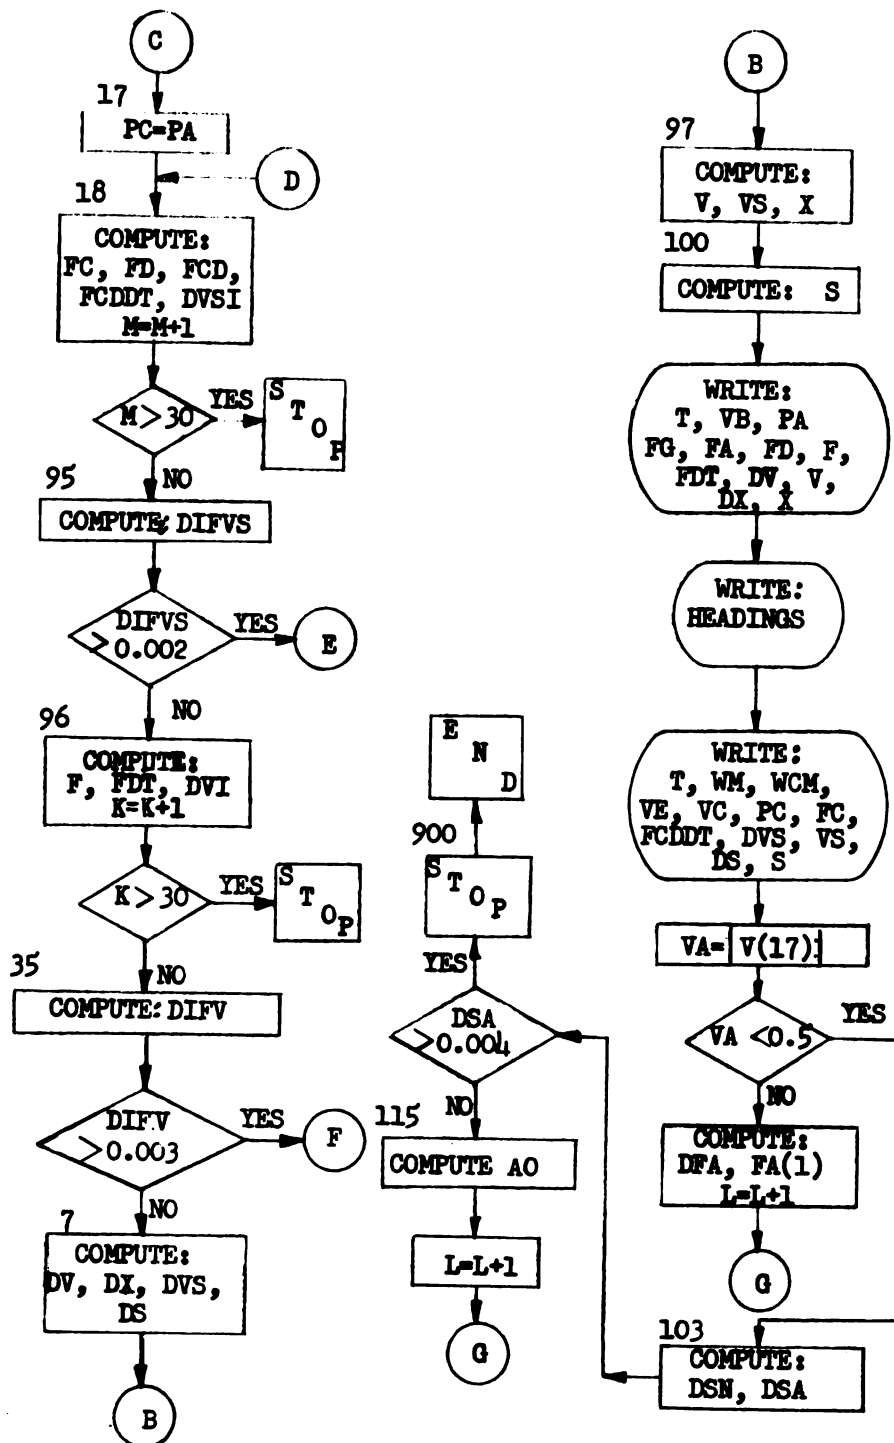 C
17
PC=PA
D
18
COMPUTE:
FC, FD, FCD,
FCDDT, DVSI
M=M+1
M>30
YES
STOP
NO
95
COMPUTE: DIFVS
DIFVS
>0.002
YES
E
NO
96
COMPUTE:
F, FDT, DVI
K=K+1
K>30
YES
STOP
NO
35
COMPUTE: DIFV
DIFV
>0.003
YES
F
NO
7
COMPUTE:
DV, DX, DVS,
DS
B
END
900
STOP
YES
DSA
>0.004
NO
115
COMPUTE AO
L=L+1
G
B
97
COMPUTE:
V, VS, X
100
COMPUTE: S
WRITE:
T, VB, PA
FG, FA, FD, F,
FDT, DV, V,
DX, X
WRITE:
HEADINGS
WRITE:
T, WM, WCM,
VE, VC, PC, FC,
FCDDT, DVS, VS,
DS, S
VA=|V(17)|
VA <0.5
YES
NO
COMPUTE:
DFA, FA(1)
L=L+1
G
103
COMPUTE:
DSN, DSA